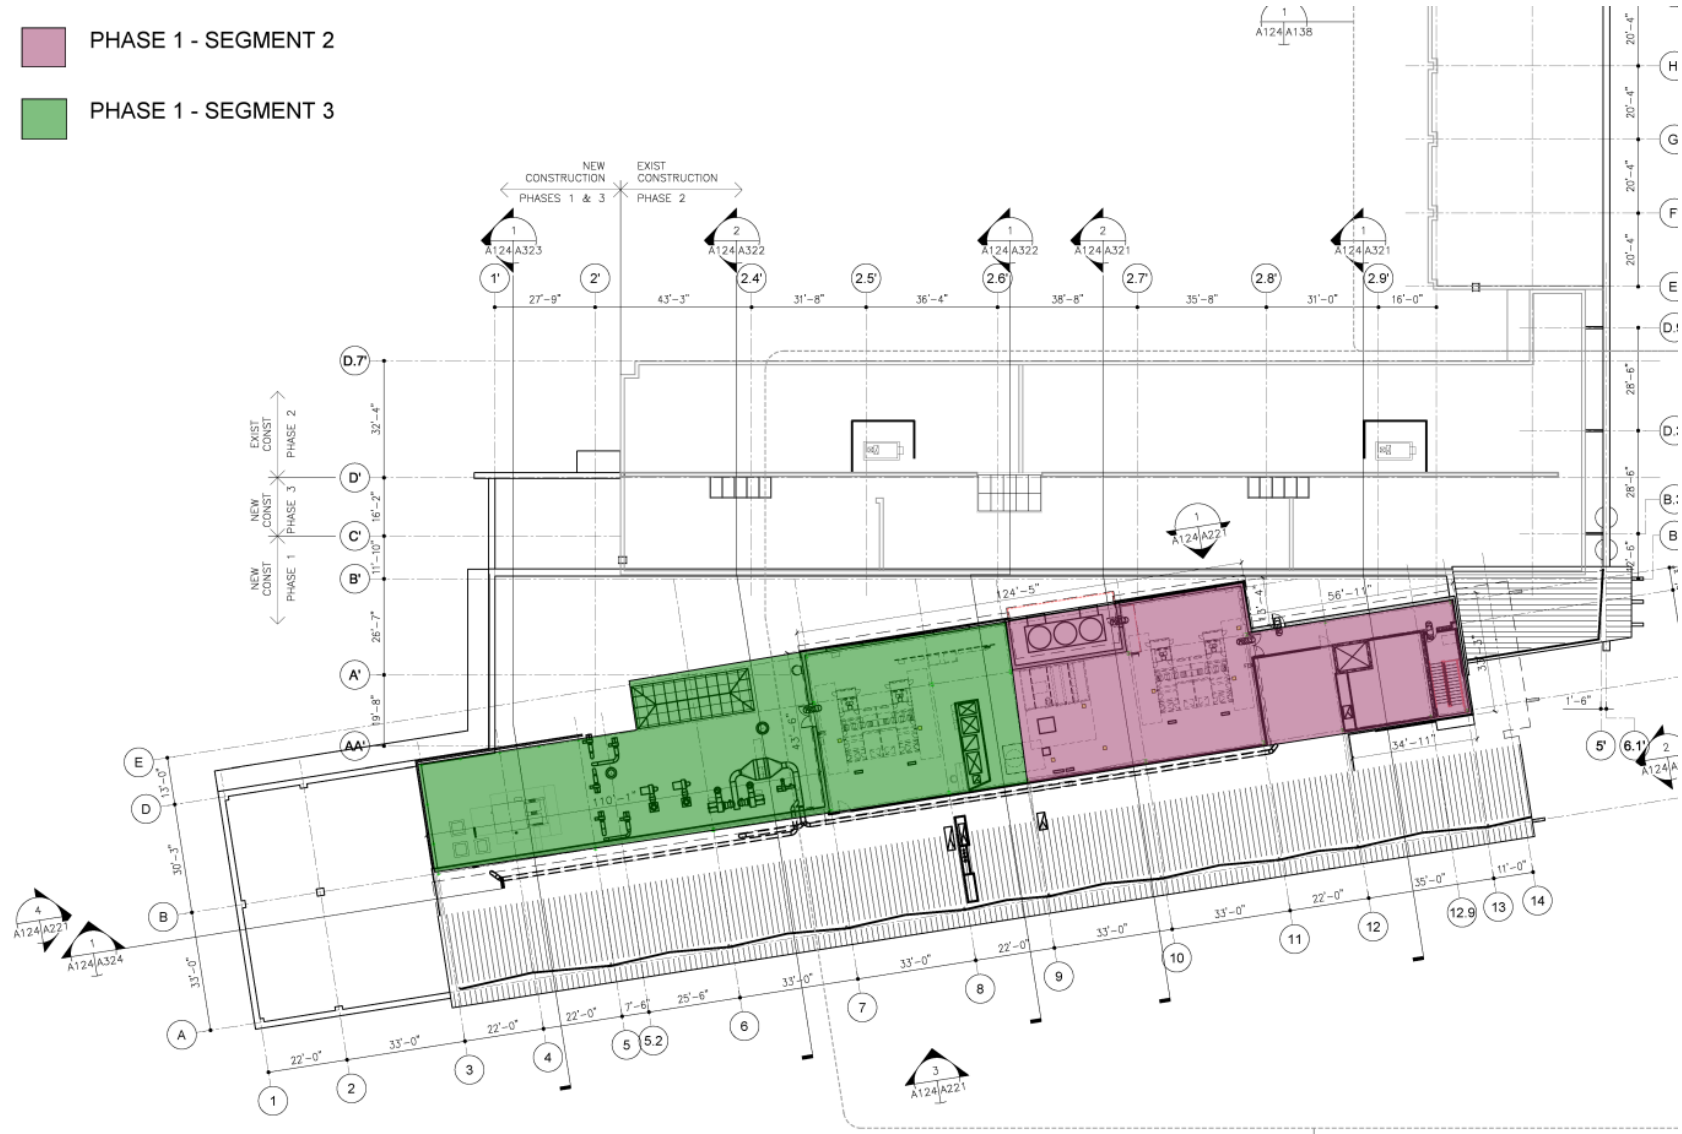 PHASE 1 - SEGMENT 2
PHASE 1 - SEGMENT 3
1
A124 A138
20'-4"
H
20'-4"
G
20'-4"
F
20'-4"
E
NEW
CONSTRUCTION
PHASES 1 & 3
EXIST
CONSTRUCTION
PHASE 2
1
A124 A323
2
A124 A322
1
A124 A322
2
A124 A321
1
A124 A321
1' 2' 2.4' 2.5' 2.6' 2.7' 2.8' 2.9'
27'-9" 43'-3" 31'-8" 36'-4" 38'-8" 35'-8" 31'-0" 16'-0"
D.7'
32'-4"
D'
16'-2"
C'
11'-10"
B'
26'-7"
A'
19'-8"
AA'
EXIST
CONST
PHASE 2
NEW
CONST
PHASE 3
NEW
CONST
PHASE 1
28'-6"
28'-6"
B
1
A124 A221
124'-5"
13'-4"
56'-11"
43'-6"
110'-1"
34'-11"
1'-6"
5' 6.1'
2
E
13'-0"
D
30'-3"
B
33'-0"
A
4
A124 A221
1
A124 A324
3
A124 A221
22'-0" 33'-0" 22'-0" 22'-0" 7'-6" 25'-6" 33'-0" 33'-0" 22'-0" 33'-0" 33'-0" 22'-0" 35'-0" 11'-0"
1 2 3 4 5 5.2 6 7 8 9 10 11 12 12.9 13 14